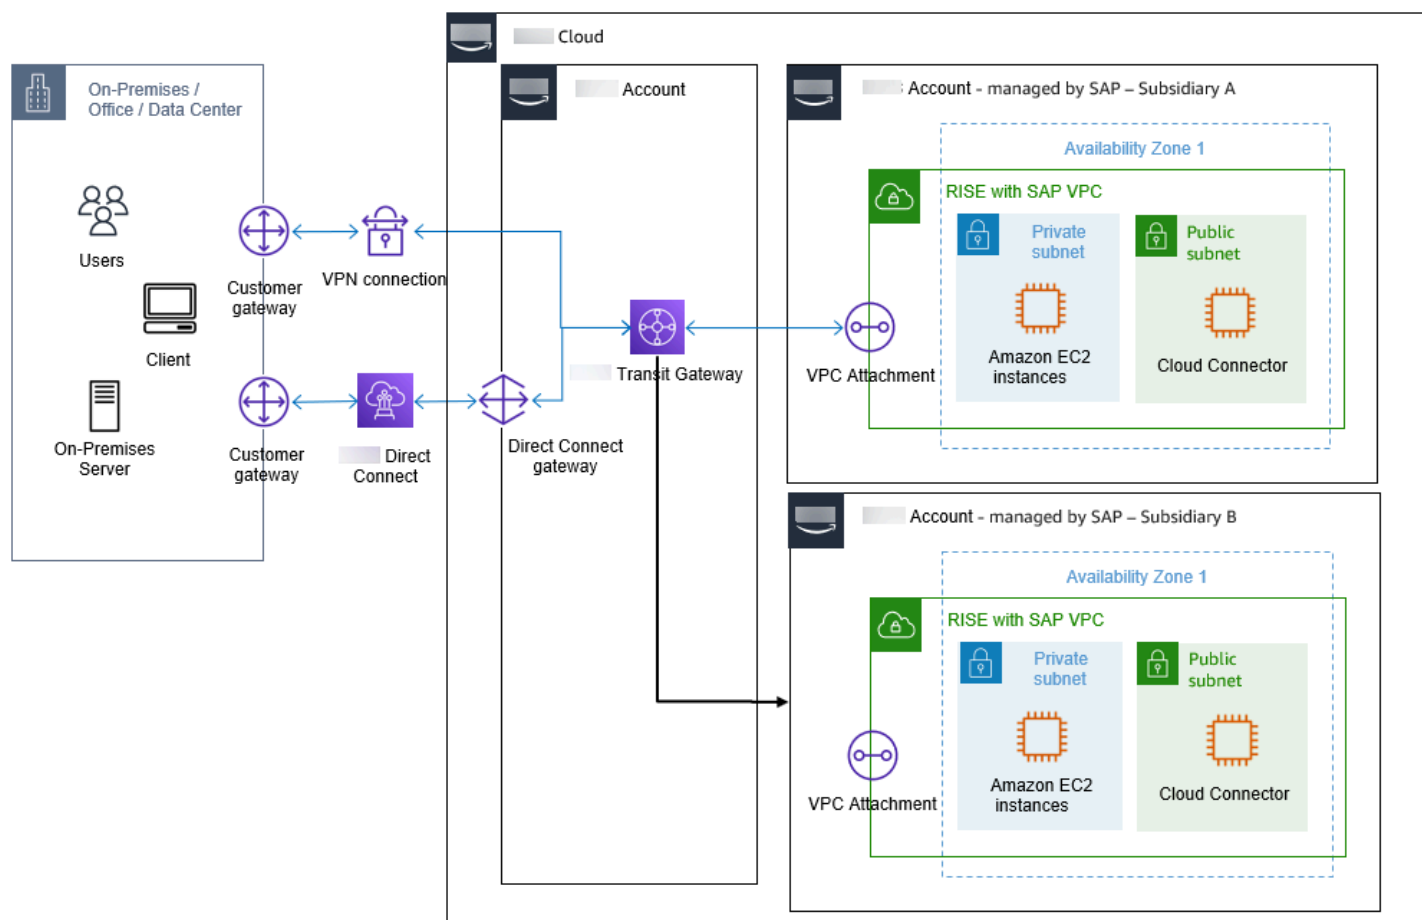 Cloud
On-Premises /
Office / Data Center
Users
Client
On-Premises
Server
Customer
gateway
VPN connection
Customer
gateway
Direct
Connect
Account
Direct Connect
gateway
Transit Gateway
Account - managed by SAP – Subsidiary A
Availability Zone 1
RISE with SAP VPC
Private
subnet
Public
subnet
VPC Attachment
Amazon EC2
instances
Cloud Connector
Account - managed by SAP – Subsidiary B
Availability Zone 1
RISE with SAP VPC
Private
subnet
Public
subnet
VPC Attachment
Amazon EC2
instances
Cloud Connector